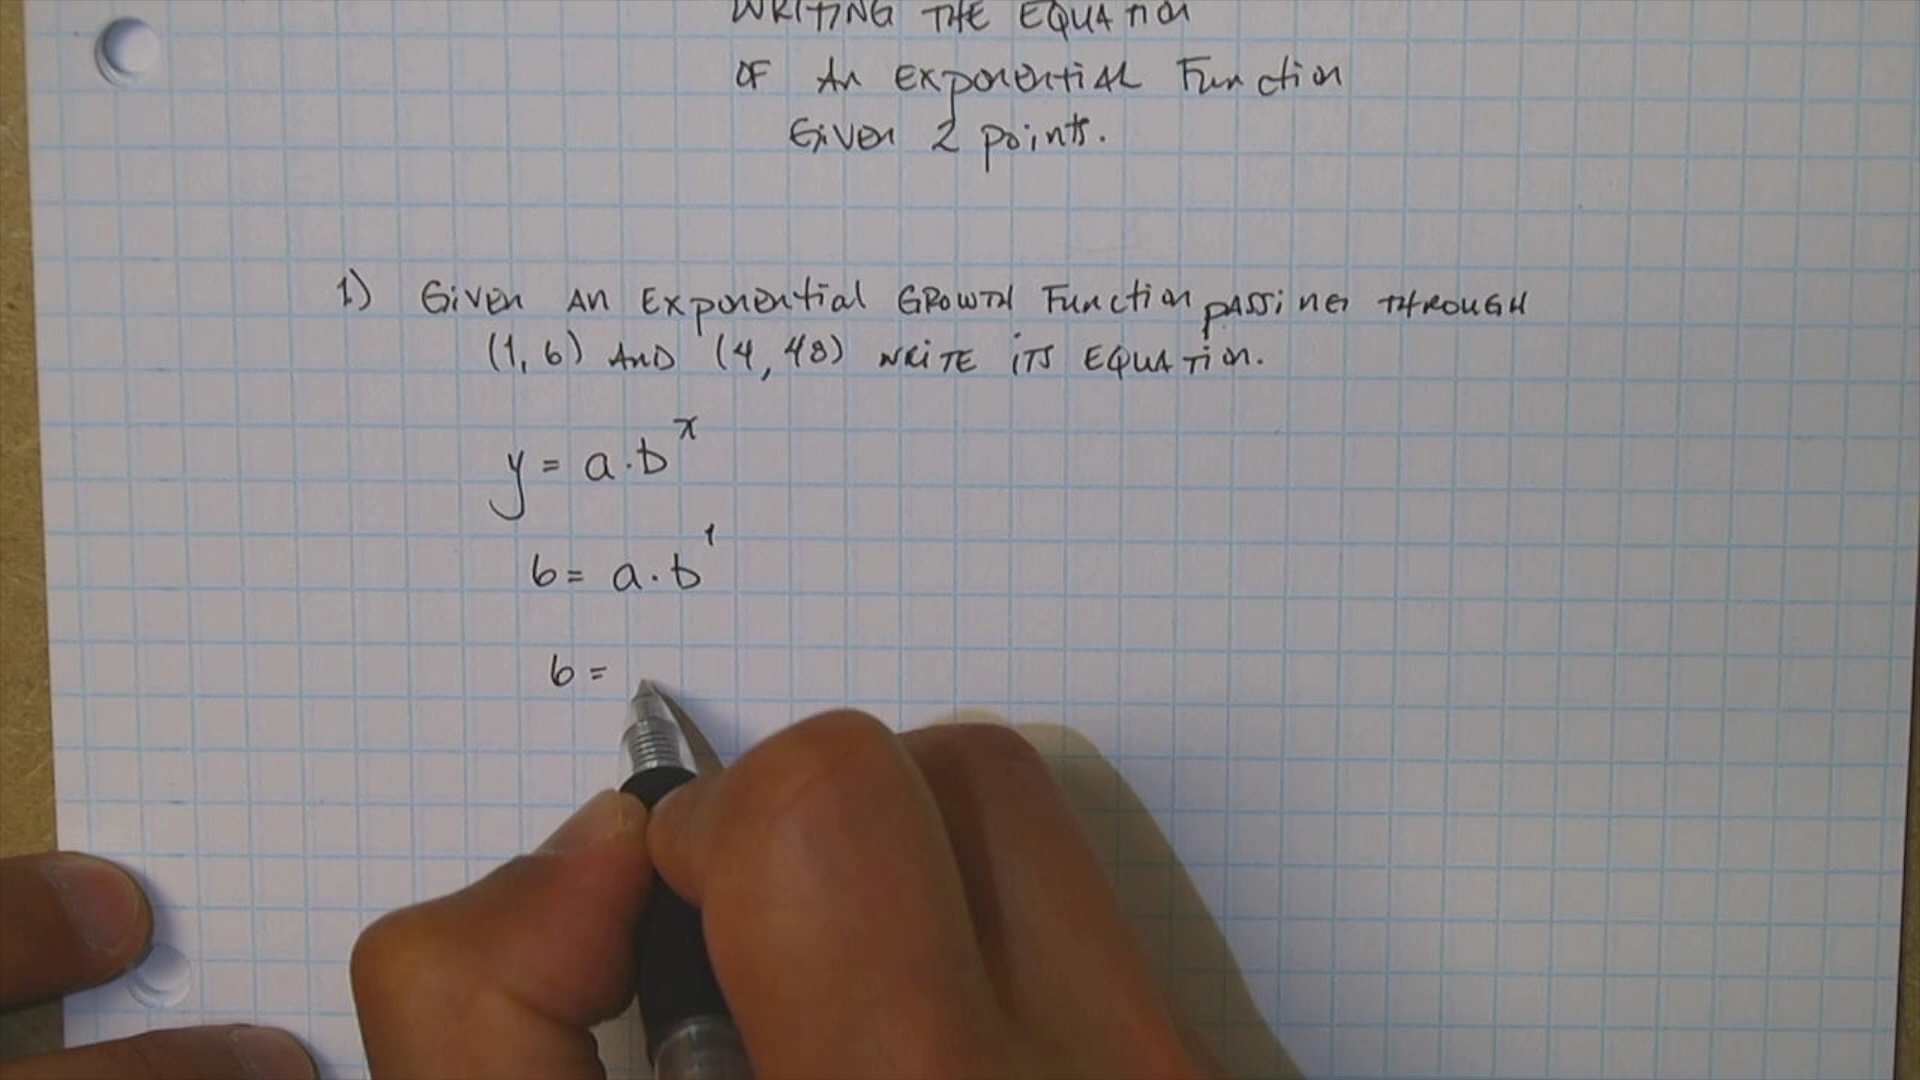 WRITING THE EQUATION
OF AN EXPONENTIAL FUNCTION
GIVEN 2 POINTS.
1) GIVEN AN EXPONENTIAL GROWTH FUNCTION PASSING THROUGH
(1, 6) AND (4, 48) WRITE ITS EQUATION.
y = a · b^x
6 = a · b^1
6 =